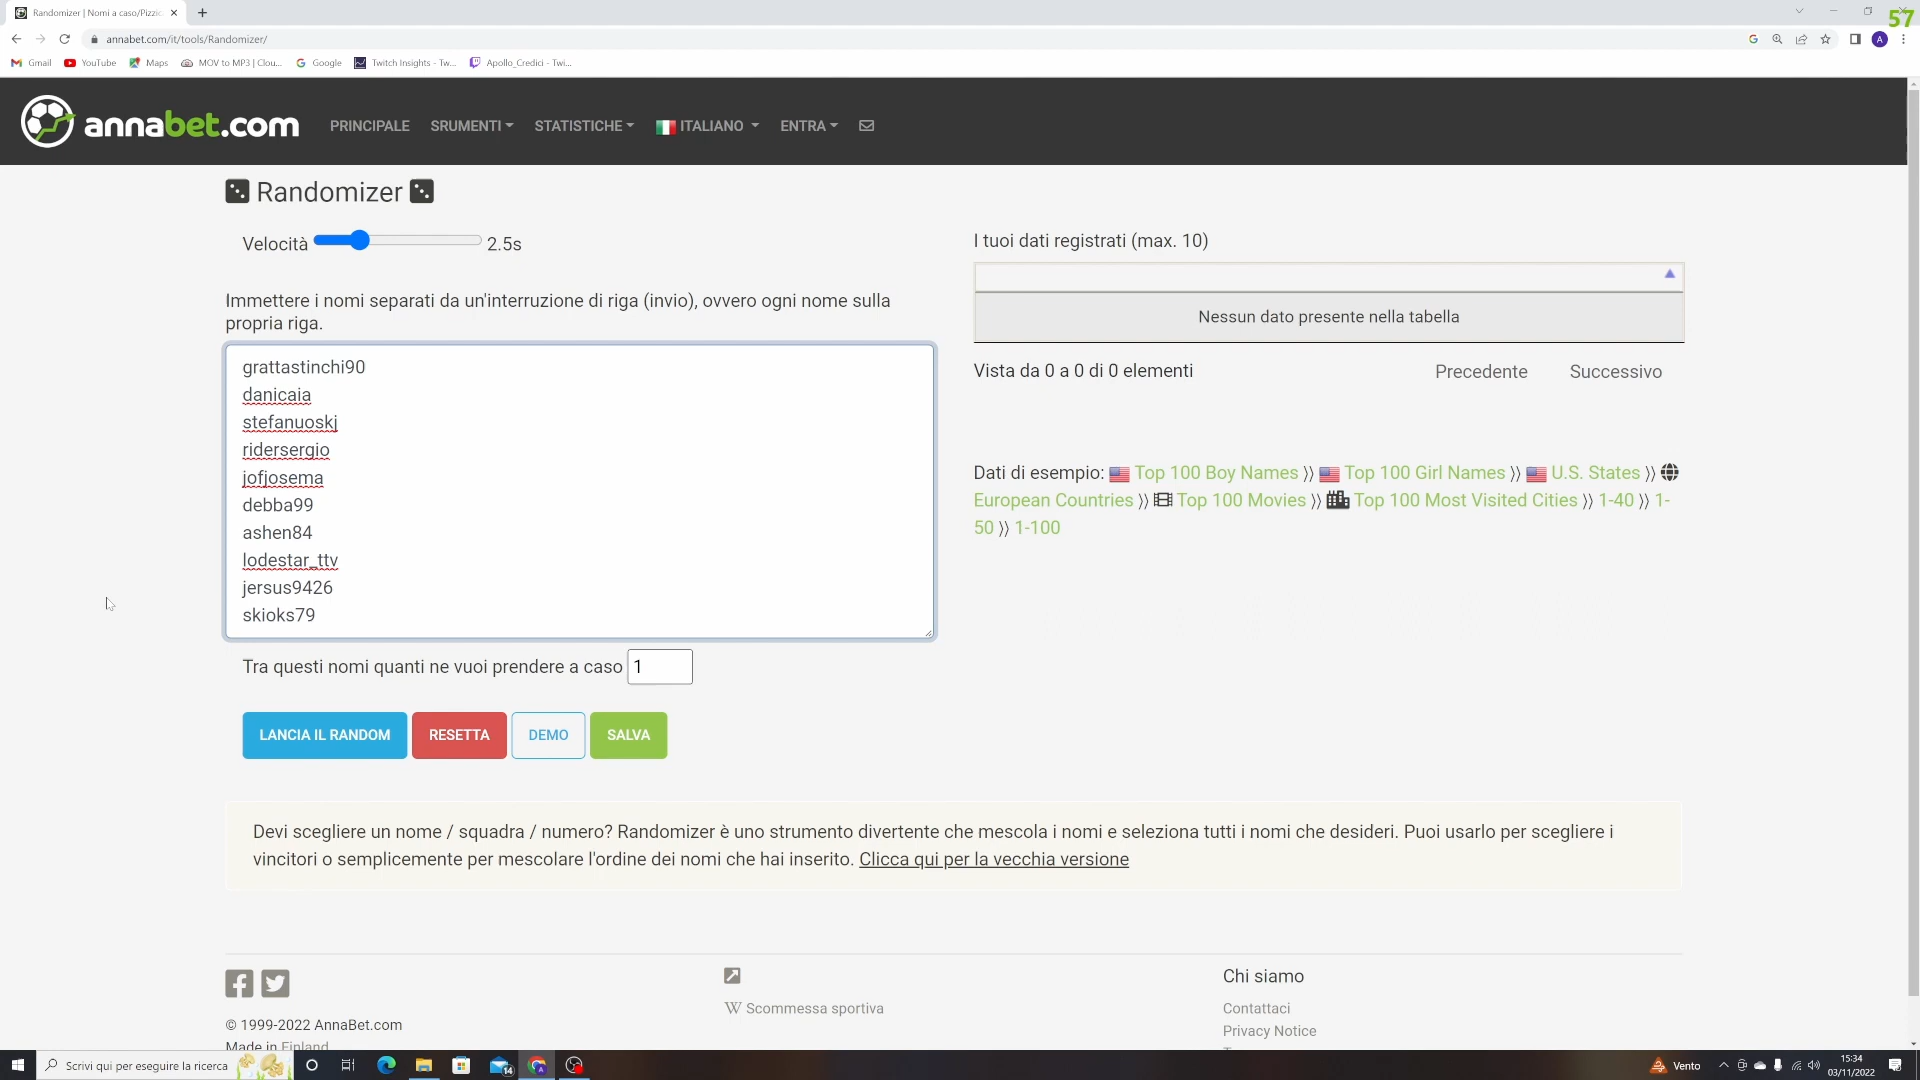 Randomizer | Nomi a caso/Pizzic
57
annabet.com/it/tools/Randomizer/
A
Gmail
YouTube
Maps
MOV to MP3 | Clou...
Google
Twitch Insights - Tw...
Apollo_Credici - Twi...
annabet.com
PRINCIPALE
SRUMENTI
STATISTICHE
ITALIANO
ENTRA
Randomizer
Velocità 2.5s
Immettere i nomi separati da un'interruzione di riga (invio), ovvero ogni nome sulla
propria riga.
grattastinchi90
danicaia
stefanuoskj
ridersergio
jofjosema
debba99
ashen84
lodestar_ttv
jersus9426
skioks79
Tra questi nomi quanti ne vuoi prendere a caso 1
LANCIA IL RANDOM
RESETTA
DEMO
SALVA
I tuoi dati registrati (max. 10)
Nessun dato presente nella tabella
Vista da 0 a 0 di 0 elementi
Precedente
Successivo
Dati di esempio: Top 100 Boy Names ⟩⟩ Top 100 Girl Names ⟩⟩ U.S. States ⟩⟩
European Countries ⟩⟩ Top 100 Movies ⟩⟩ Top 100 Most Visited Cities ⟩⟩ 1-40 ⟩⟩ 1-
50 ⟩⟩ 1-100
Devi scegliere un nome / squadra / numero? Randomizer è uno strumento divertente che mescola i nomi e seleziona tutti i nomi che desideri. Puoi usarlo per scegliere i
vincitori o semplicemente per mescolare l'ordine dei nomi che hai inserito. Clicca qui per la vecchia versione
© 1999-2022 AnnaBet.com
Made in Finland
W Scommessa sportiva
Chi siamo
Contattaci
Privacy Notice
Scrivi qui per eseguire la ricerca
14
Vento
15:34
03/11/2022